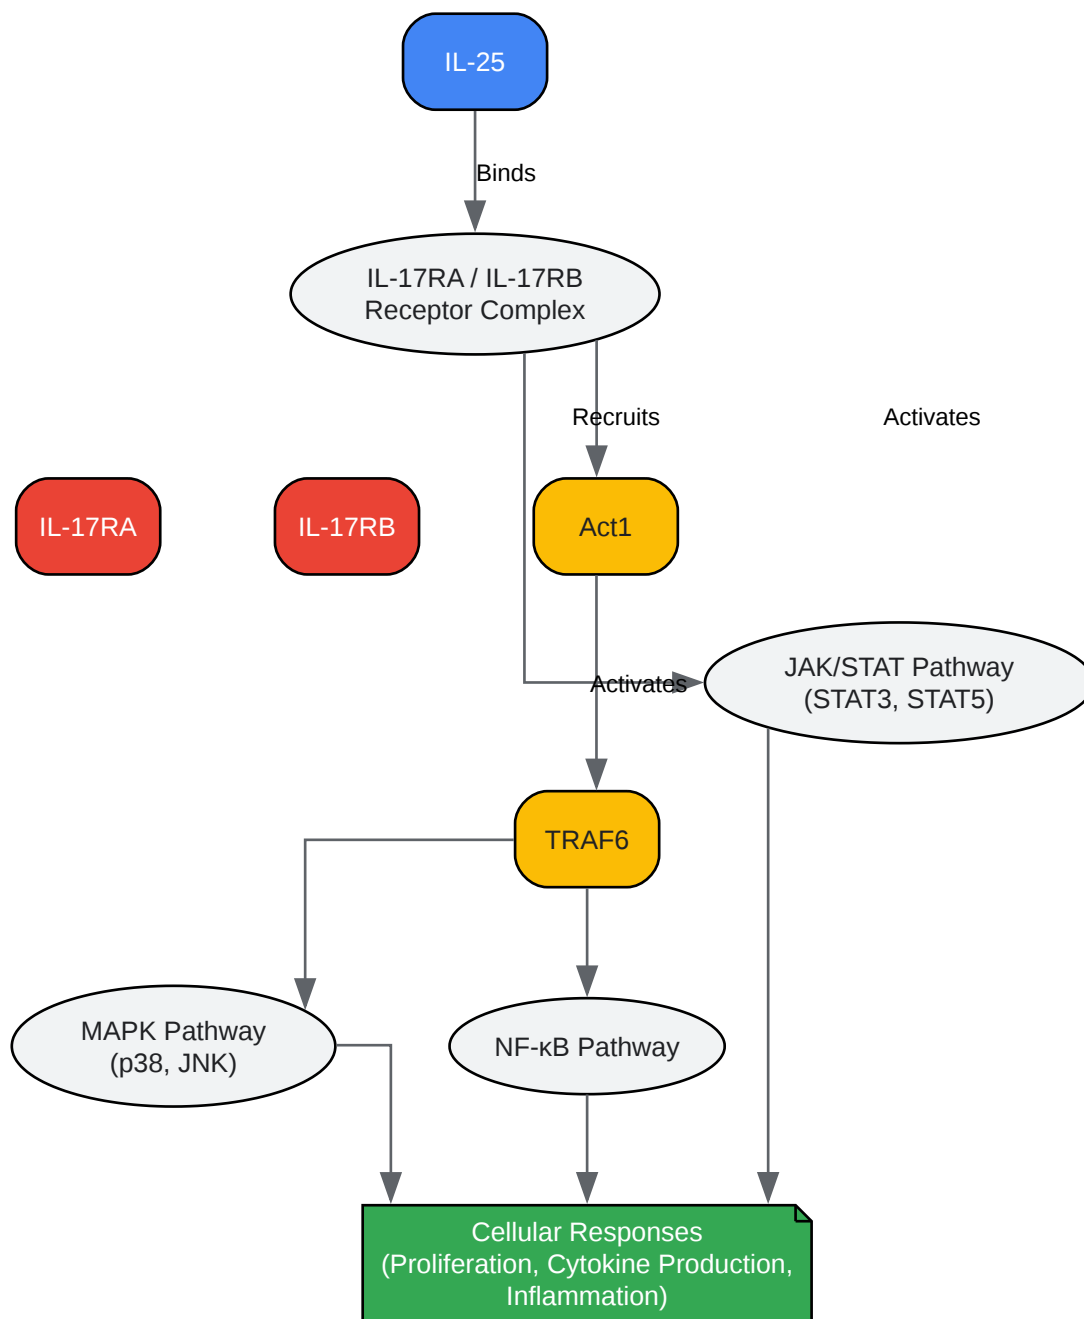 IL-25
Binds
IL-17RA / IL-17RB
Receptor Complex
Recruits
Activates
IL-17RA
IL-17RB
Act1
JAK/STAT Pathway
(STAT3, STAT5)
Activates
TRAF6
MAPK Pathway
(p38, JNK)
NF-κB Pathway
Cellular Responses
(Proliferation, Cytokine Production,
Inflammation)